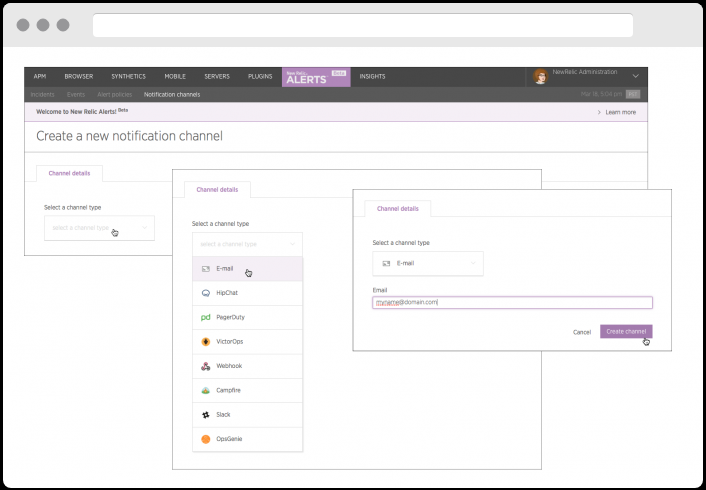 APM BROWSER SYNTHETICS MOBILE SERVERS PLUGINS New Relic ALERTS Beta INSIGHTS NewRelic Administration
Incidents Events Alert policies Notification channels Mar 18, 5:04 pm
Welcome to New Relic Alerts! Beta > Learn more
Create a new notification channel
Channel details
Select a channel type
select a channel type
Channel details
Select a channel type
select a channel type
E-mail
HipChat
PagerDuty
VictorOps
Webhook
Campfire
Slack
OpsGenie
Channel details
Select a channel type
E-mail
Email
myname@domain.com
Cancel Create channel